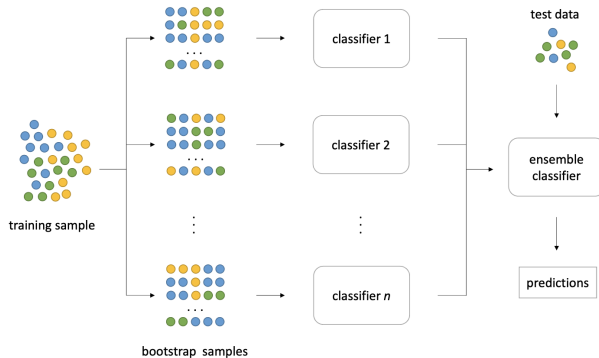 test data
classifier 1
...
classifier 2
ensemble
classifier
...
training sample
classifier n
predictions
...
bootstrap samples